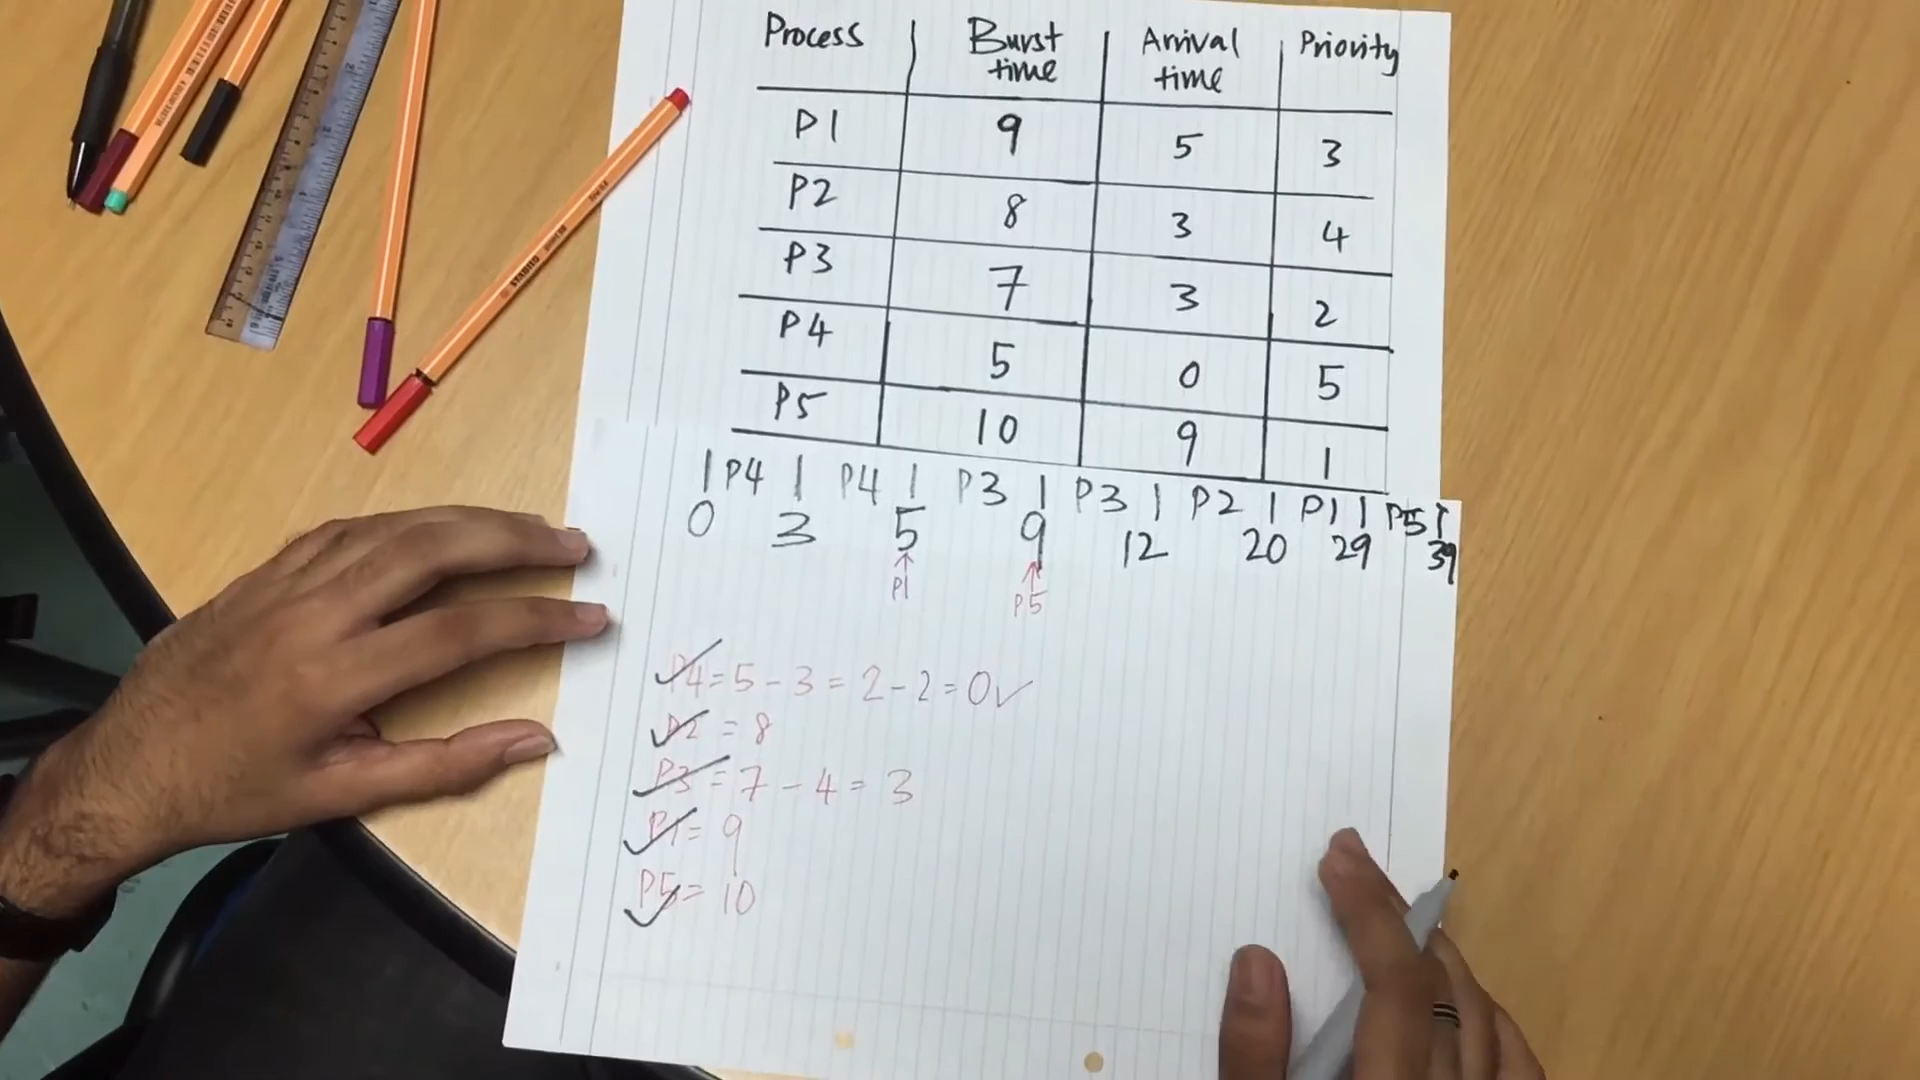 Process Burst time Arrival time Priority
P1 9 5 3
P2 8 3 4
P3 7 3 2
P4 5 0 5
P5 10 9 1
| P4 | P4 | P3 | P3 | P2 | P1 | P5 |
0 3 5 9 12 20 29 39
↑ ↑
P1 P5
P4 = 5 - 3 = 2 - 2 = 0 ✓
P2 = 8
P3 = 7 - 4 = 3
P1 = 9
P5 = 10